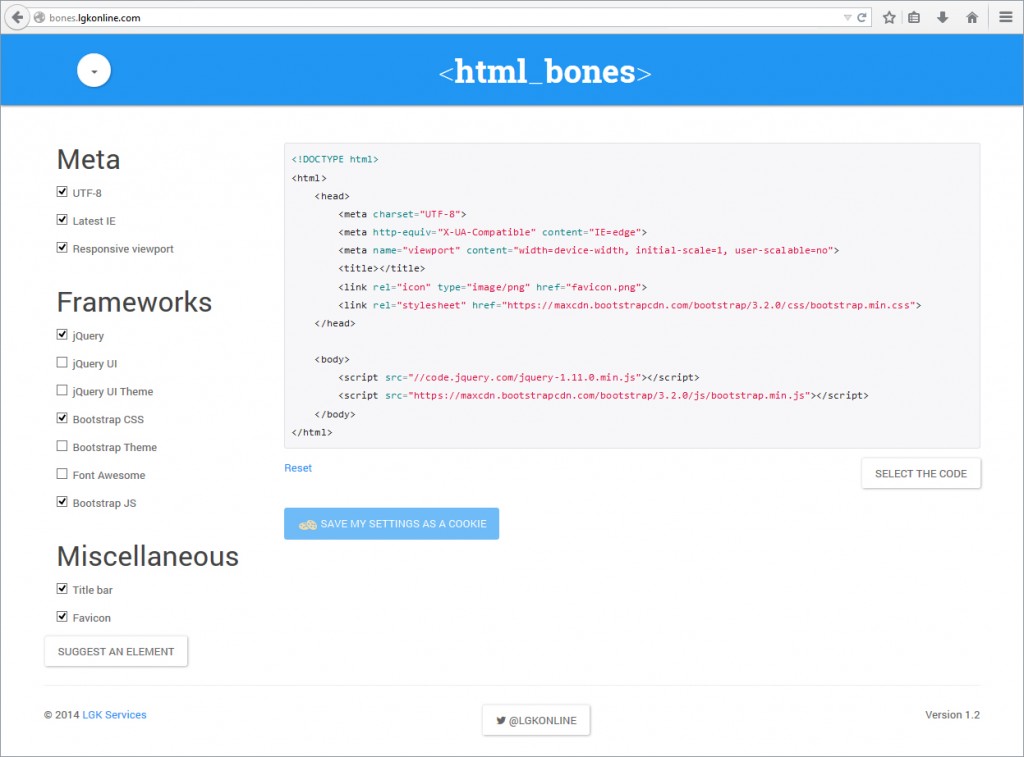 bones.lgkonline.com
<html_bones>
Meta
UTF-8
Latest IE
Responsive viewport
Frameworks
jQuery
jQuery UI
jQuery UI Theme
Bootstrap CSS
Bootstrap Theme
Font Awesome
Bootstrap JS
Miscellaneous
Title bar
Favicon
SUGGEST AN ELEMENT
<!DOCTYPE html>
<html>
    <head>
        <meta charset="UTF-8">
        <meta http-equiv="X-UA-Compatible" content="IE=edge">
        <meta name="viewport" content="width=device-width, initial-scale=1, user-scalable=no">
        <title></title>
        <link rel="icon" type="image/png" href="favicon.png">
        <link rel="stylesheet" href="https://maxcdn.bootstrapcdn.com/bootstrap/3.2.0/css/bootstrap.min.css">
    </head>
    <body>
        <script src="//code.jquery.com/jquery-1.11.0.min.js"></script>
        <script src="https://maxcdn.bootstrapcdn.com/bootstrap/3.2.0/js/bootstrap.min.js"></script>
    </body>
</html>
Reset
SELECT THE CODE
SAVE MY SETTINGS AS A COOKIE
© 2014 LGK Services
@LGKONLINE
Version 1.2